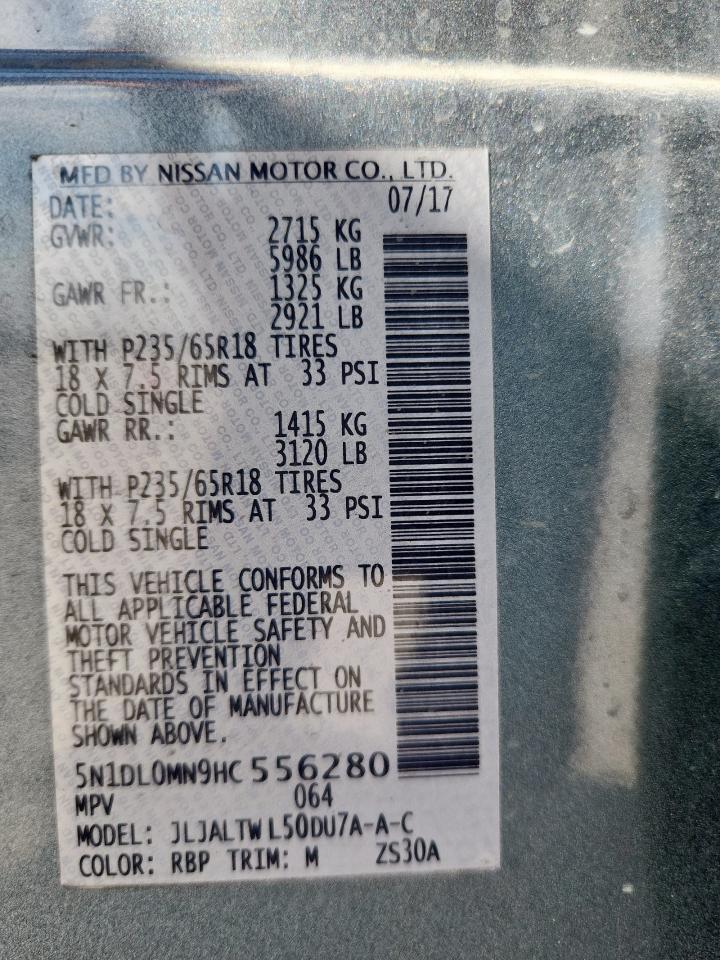 MFD BY NISSAN MOTOR CO., LTD.
DATE: 07/17
GVWR: 2715 KG
5986 LB
GAWR FR.: 1325 KG
2921 LB
WITH P235/65R18 TIRES
18 X 7.5 RIMS AT 33 PSI
COLD SINGLE
GAWR RR.: 1415 KG
3120 LB
WITH P235/65R18 TIRES
18 X 7.5 RIMS AT 33 PSI
COLD SINGLE
THIS VEHICLE CONFORMS TO
ALL APPLICABLE FEDERAL
MOTOR VEHICLE SAFETY AND
THEFT PREVENTION
STANDARDS IN EFFECT ON
THE DATE OF MANUFACTURE
SHOWN ABOVE.
5N1DL0MN9HC556280
MPV 064
MODEL: JLJALTWL50DU7A-A-C
COLOR: RBP TRIM: M ZS30A